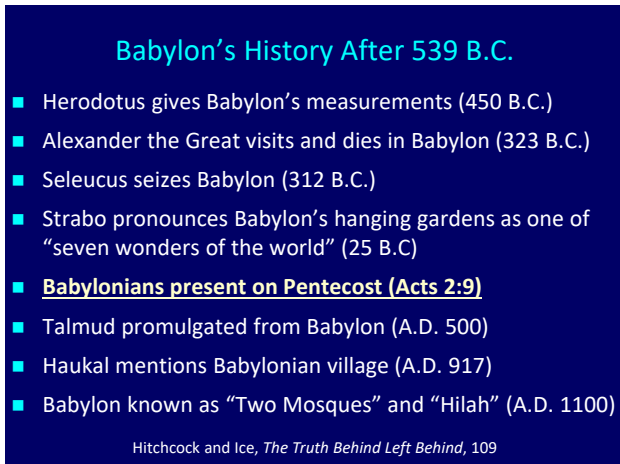 Babylon’s History After 539 B.C.
Herodotus gives Babylon’s measurements (450 B.C.)
Alexander the Great visits and dies in Babylon (323 B.C.)
Seleucus seizes Babylon (312 B.C.)
Strabo pronounces Babylon’s hanging gardens as one of
“seven wonders of the world” (25 B.C)
Babylonians present on Pentecost (Acts 2:9)
Talmud promulgated from Babylon (A.D. 500)
Haukal mentions Babylonian village (A.D. 917)
Babylon known as “Two Mosques” and “Hilah” (A.D. 1100)
Hitchcock and Ice, The Truth Behind Left Behind, 109